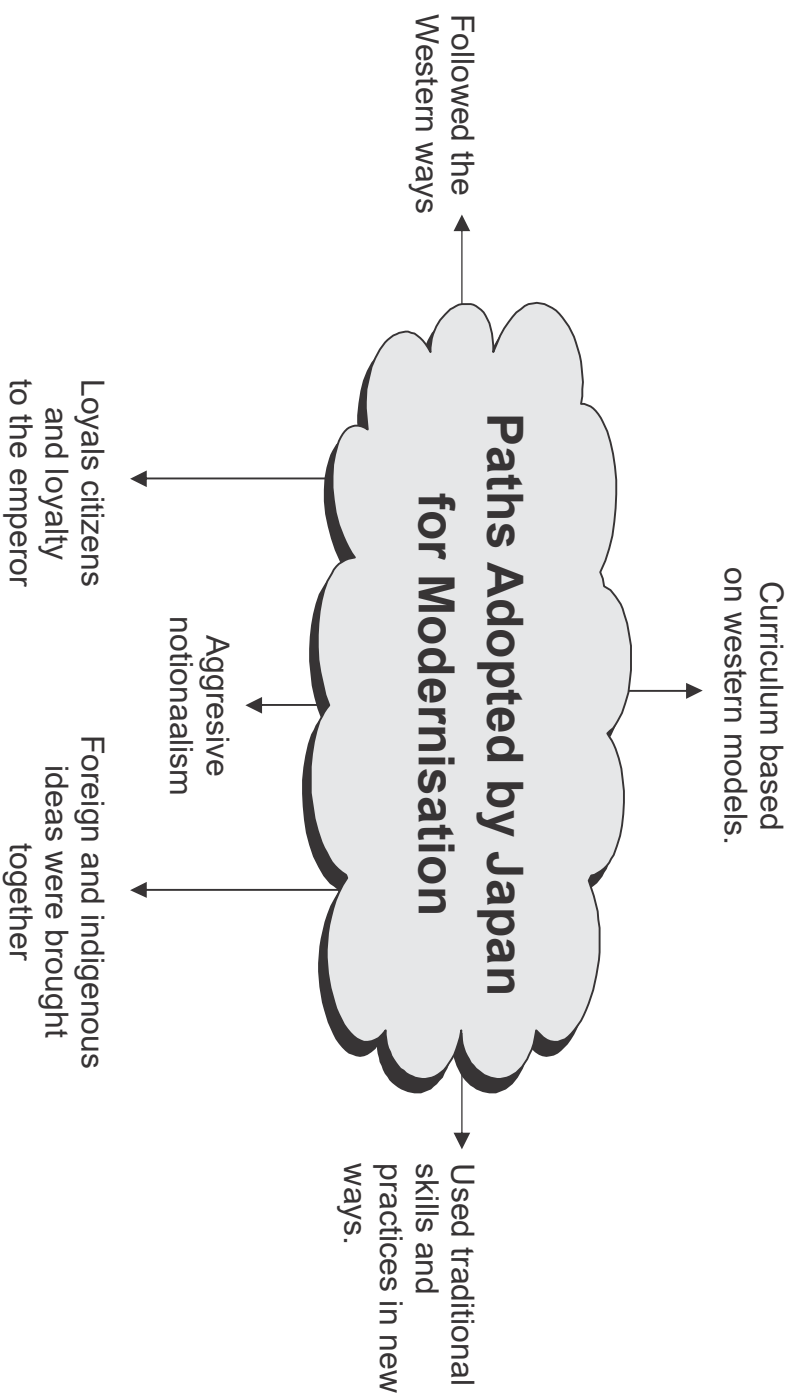 Curriculum based
on western models.
Followed the
Western ways
Paths Adopted by Japan
for Modernisation
Used traditional
skills and
practices in new
ways.
Loyals citizens
and loyalty
to the emperor
Aggresive
notionaalism
Foreign and indigenous
ideas were brought
together